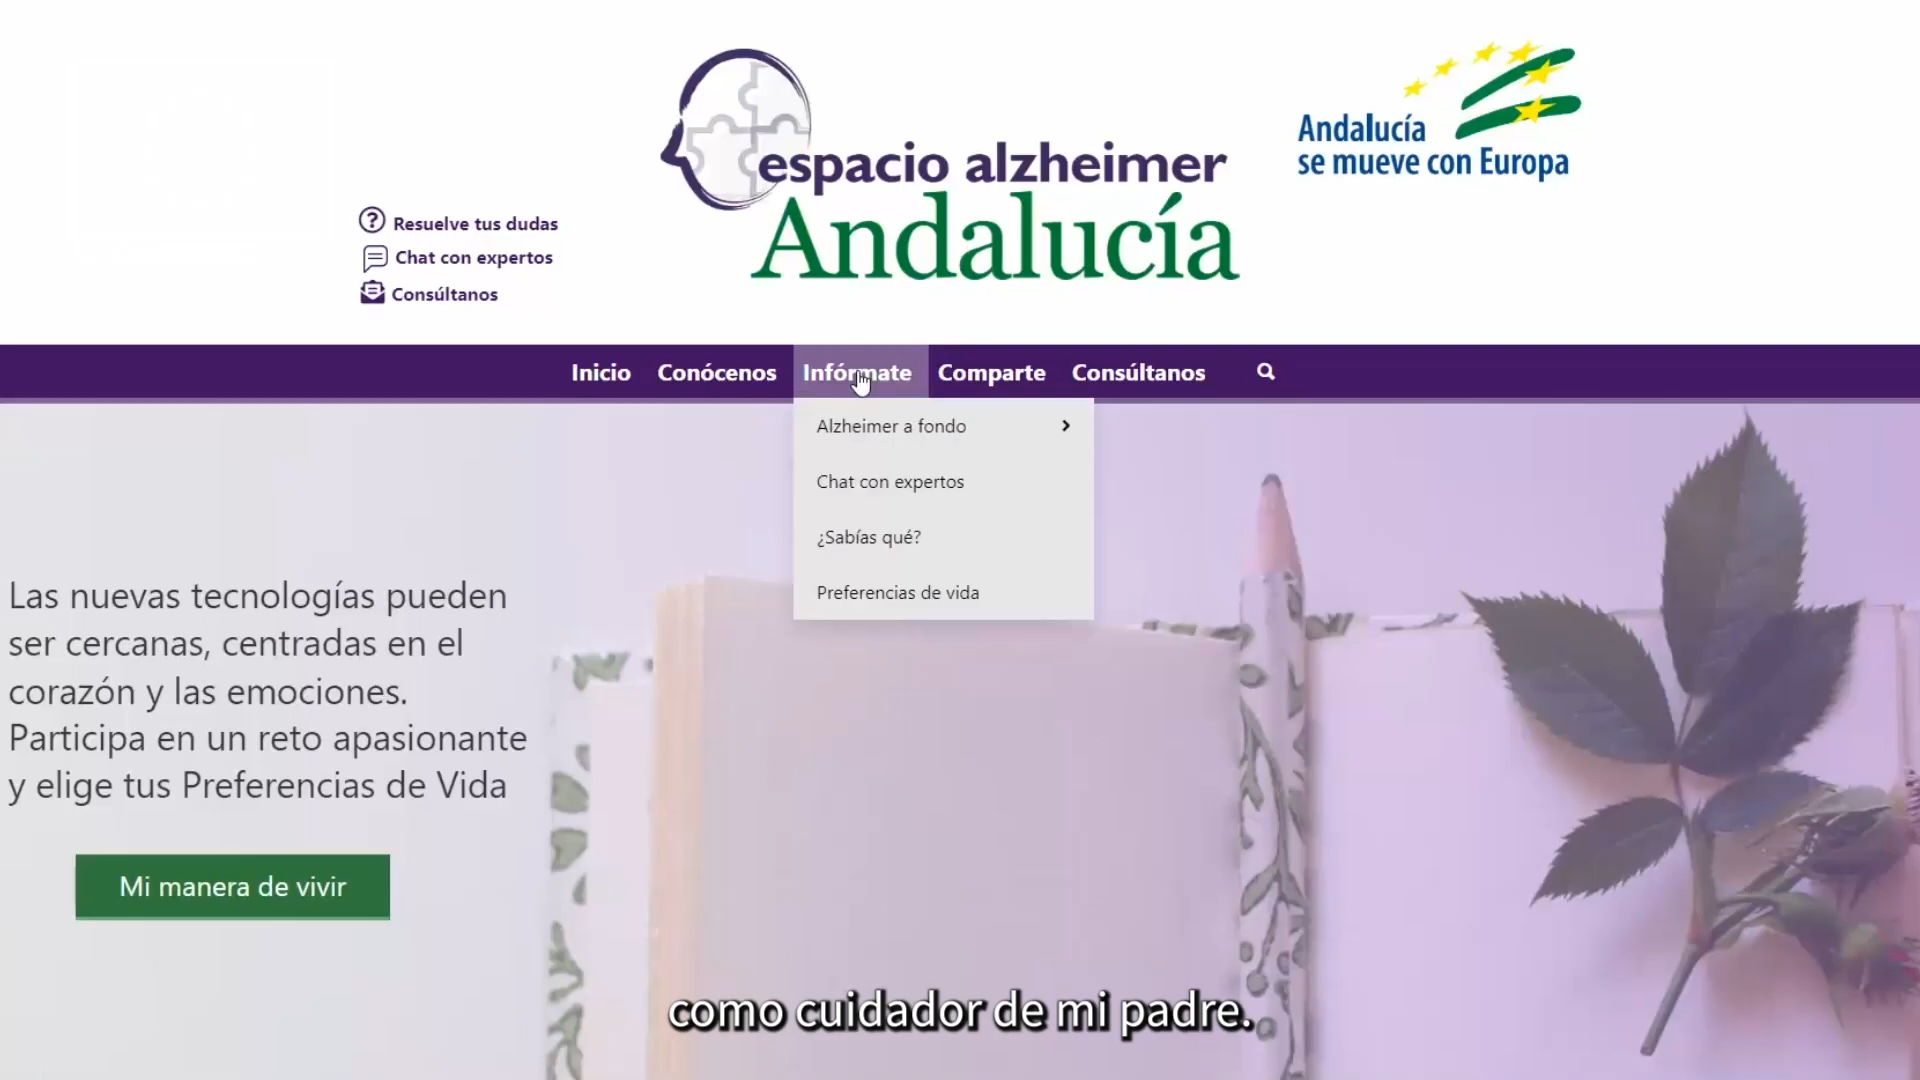 espacio alzheimer
Andalucía
Andalucía
se mueve con Europa
Resuelve tus dudas
Chat con expertos
Consúltanos
Inicio Conócenos Infórmate Comparte Consúltanos
Alzheimer a fondo
Chat con expertos
¿Sabías qué?
Preferencias de vida
Las nuevas tecnologías pueden
ser cercanas, centradas en el
corazón y las emociones.
Participa en un reto apasionante
y elige tus Preferencias de Vida
Mi manera de vivir
como cuidador de mi padre.